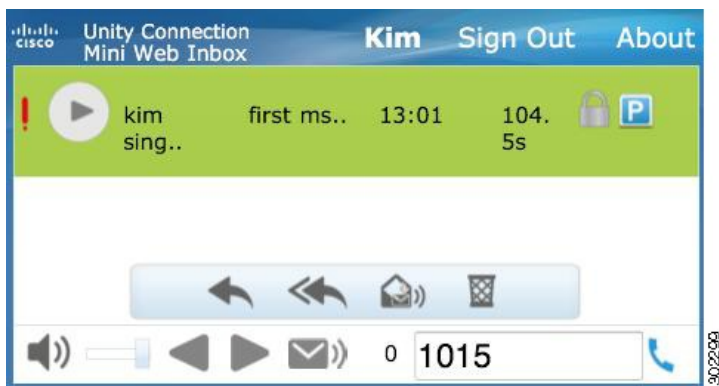 cisco
Unity Connection
Mini Web Inbox
Kim Sign Out About
kim sing.. first ms.. 13:01 104.5s P
0 1015
302299